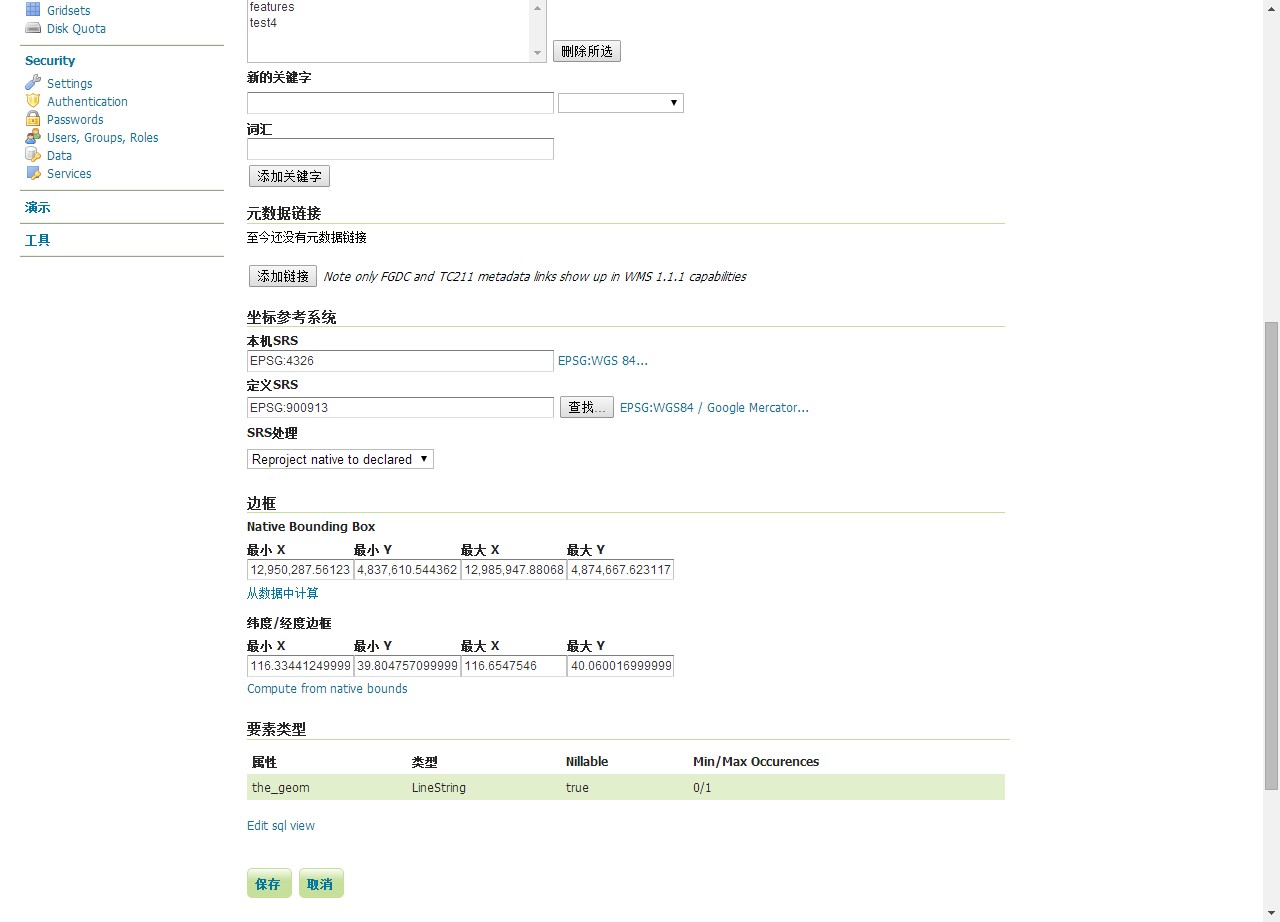 Gridsets
Disk Quota
Security
Settings
Authentication
Passwords
Users, Groups, Roles
Data
Services
演示
工具
features
test4
删除所选
新的关键字
词汇
添加关键字
元数据链接
至今还没有元数据链接
添加链接 Note only FGDC and TC211 metadata links show up in WMS 1.1.1 capabilities
坐标参考系统
本机SRS
EPSG:4326 EPSG:WGS 84...
定义SRS
EPSG:900913 查找... EPSG:WGS84 / Google Mercator...
SRS处理
Reproject native to declared
边框
Native Bounding Box
最小 X 最小 Y 最大 X 最大 Y
12,950,287.56123 4,837,610.544362 12,985,947.88068 4,874,667.623117
从数据中计算
纬度/经度边框
最小 X 最小 Y 最大 X 最大 Y
116.33441249999 39.804757099999 116.6547546 40.060016999999
Compute from native bounds
要素类型
属性 类型 Nillable Min/Max Occurences
the_geom LineString true 0/1
Edit sql view
保存 取消